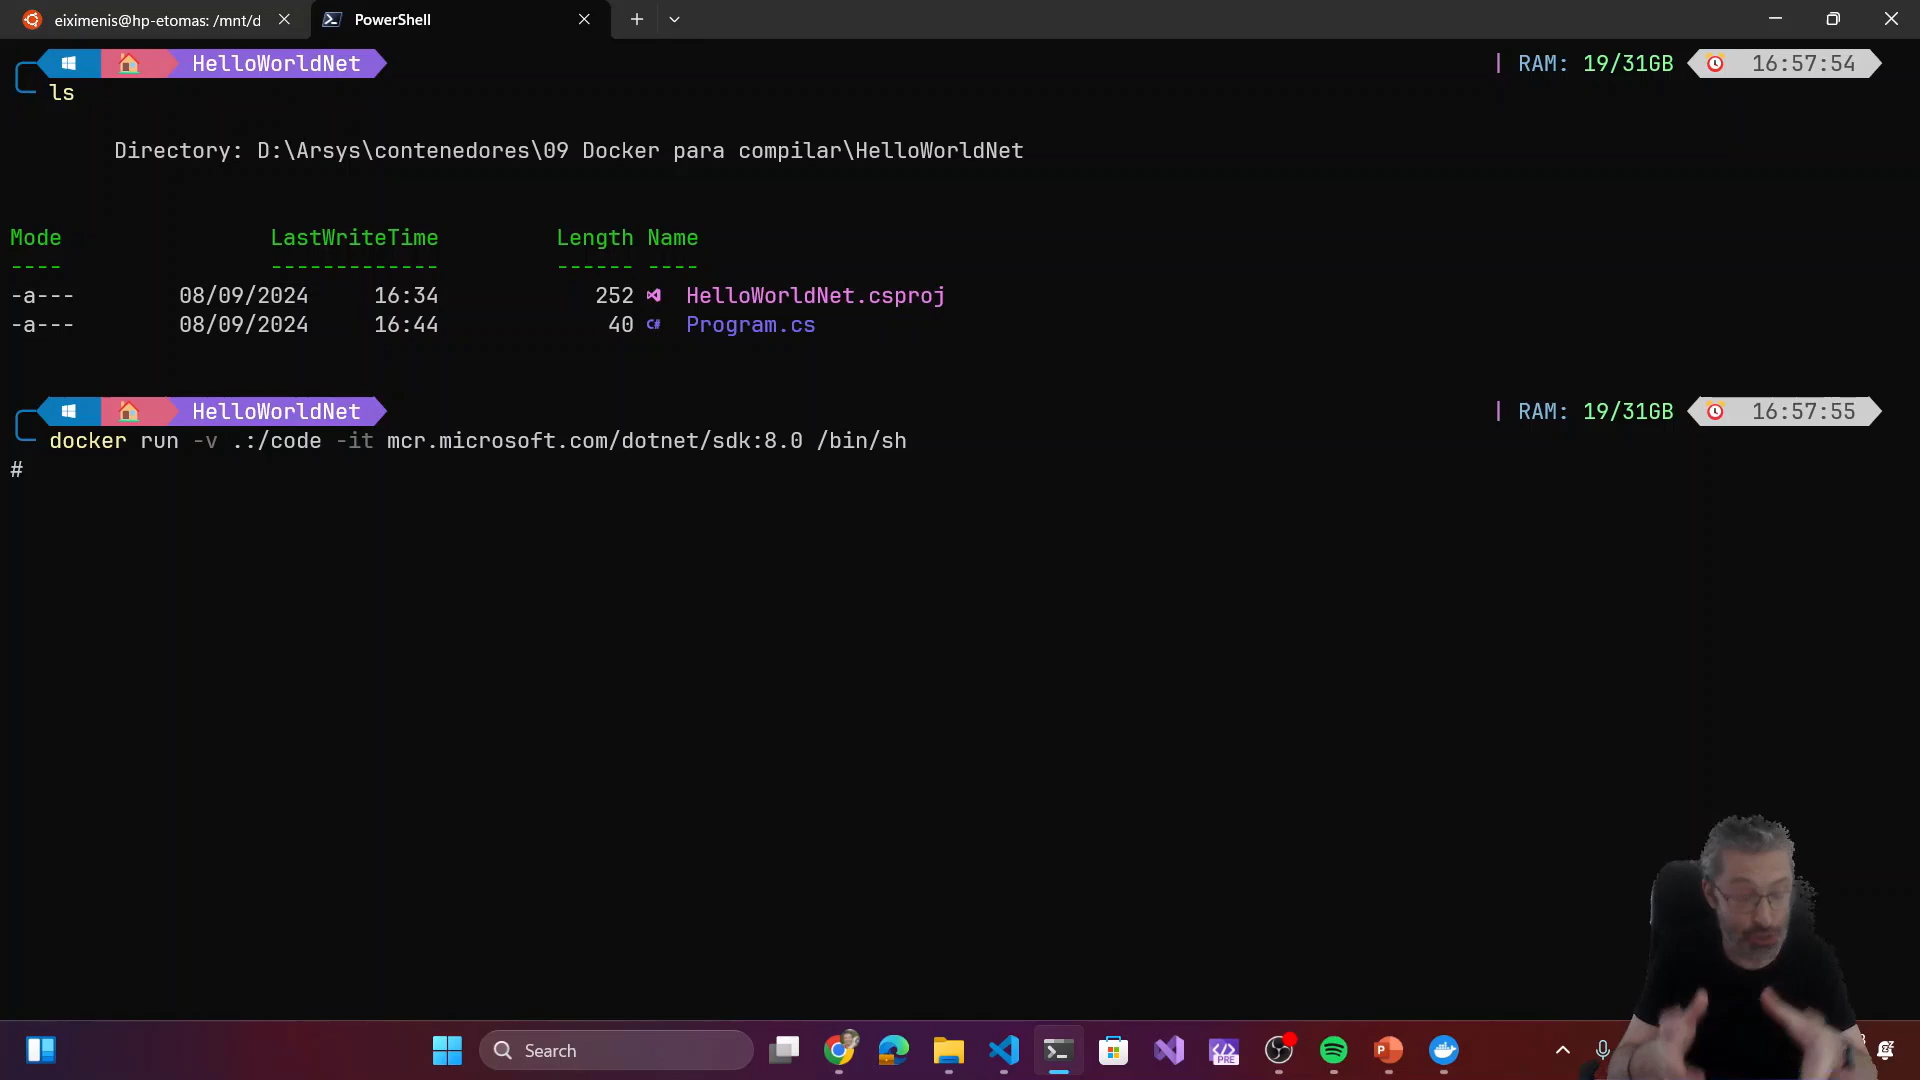 eiximenis@hp-etomas: /mnt/d
PowerShell
HelloWorldNet
| RAM: 19/31GB 16:57:54
ls
Directory: D:\Arsys\contenedores\09 Docker para compilar\HelloWorldNet
Mode LastWriteTime Length Name
---- ------------- ------ ----
-a--- 08/09/2024 16:34 252 HelloWorldNet.csproj
-a--- 08/09/2024 16:44 40 C# Program.cs
HelloWorldNet
| RAM: 19/31GB 16:57:55
docker run -v .:/code -it mcr.microsoft.com/dotnet/sdk:8.0 /bin/sh
#
Search
PRE